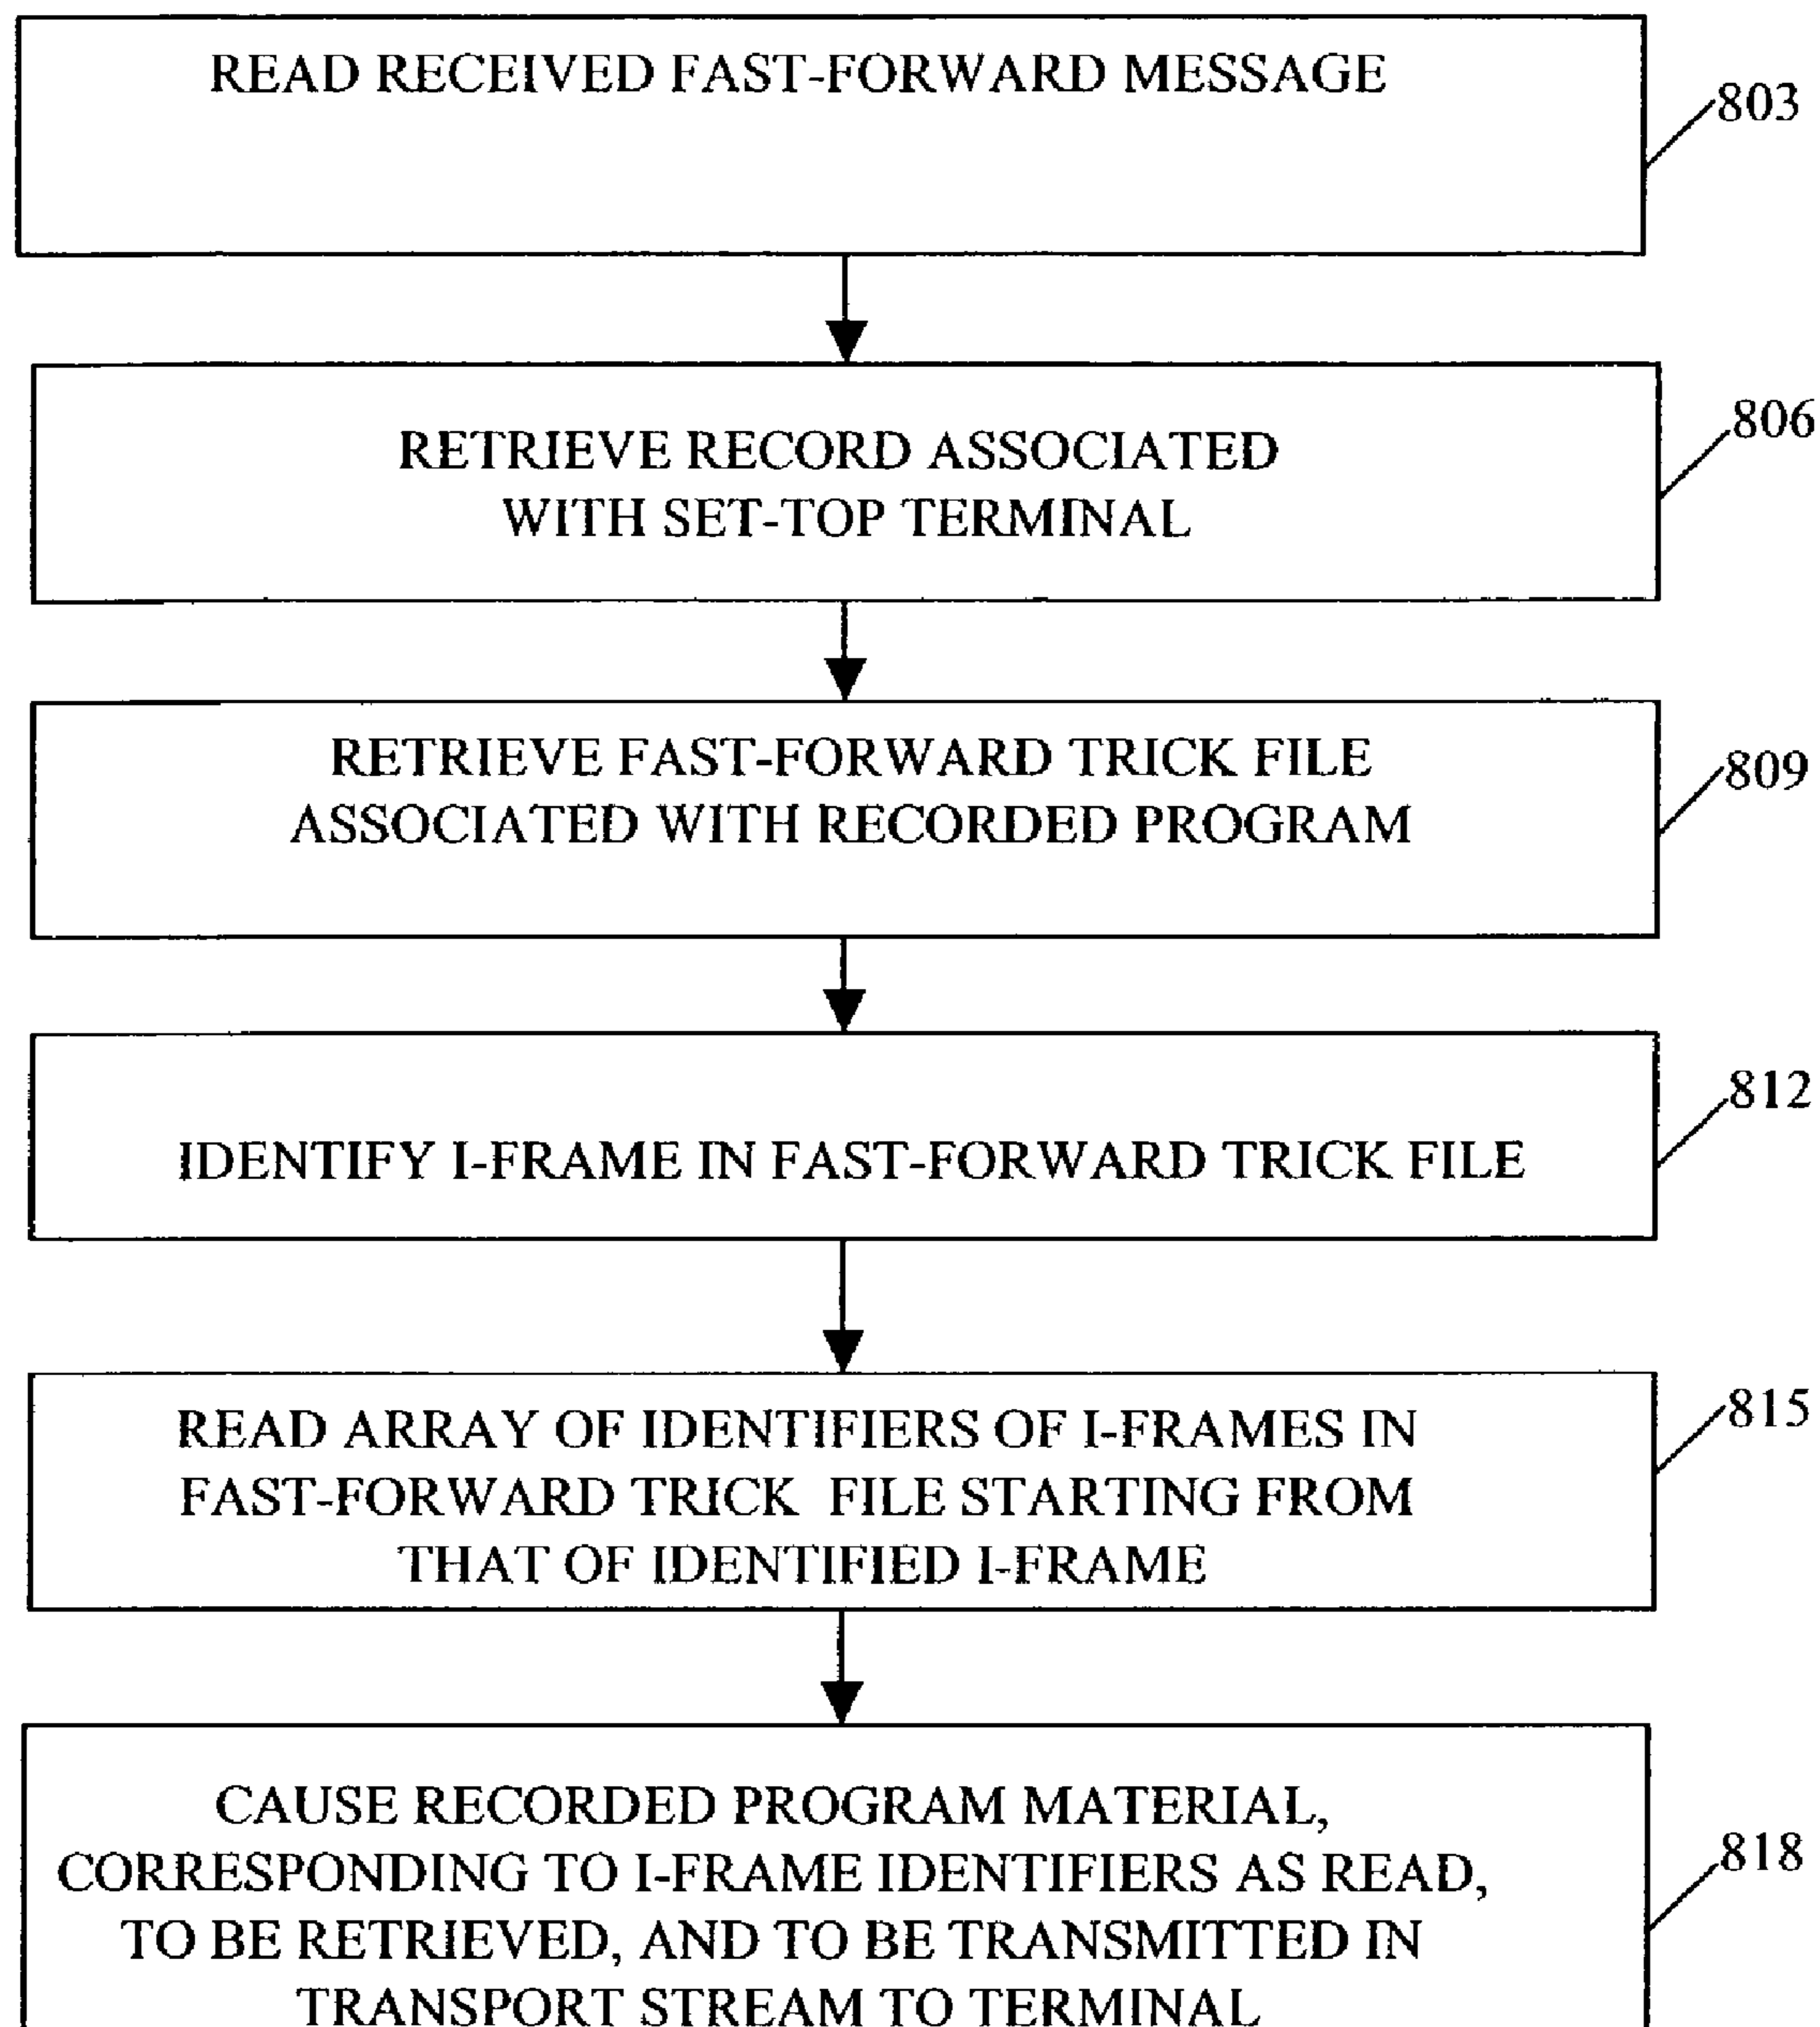 READ RECEIVED FAST-FORWARD MESSAGE
803
RETRIEVE RECORD ASSOCIATED
WITH SET-TOP TERMINAL
806
RETRIEVE FAST-FORWARD TRICK FILE
ASSOCIATED WITH RECORDED PROGRAM
809
IDENTIFY I-FRAME IN FAST-FORWARD TRICK FILE
812
READ ARRAY OF IDENTIFIERS OF I-FRAMES IN
FAST-FORWARD TRICK FILE STARTING FROM
THAT OF IDENTIFIED I-FRAME
815
CAUSE RECORDED PROGRAM MATERIAL,
CORRESPONDING TO I-FRAME IDENTIFIERS AS READ,
TO BE RETRIEVED, AND TO BE TRANSMITTED IN
TRANSPORT STREAM TO TERMINAL
818